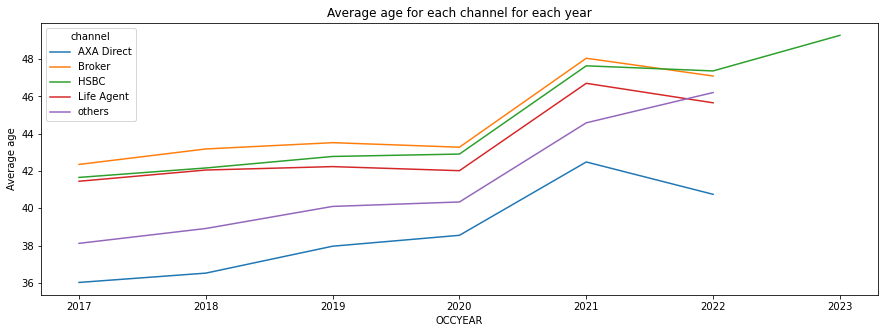 Average age for each channel for each year
channel
AXA Direct
Broker
HSBC
Life Agent
others
Average age
48
46
44
42
40
38
36
2017 2018 2019 2020 2021 2022 2023
OCCYEAR